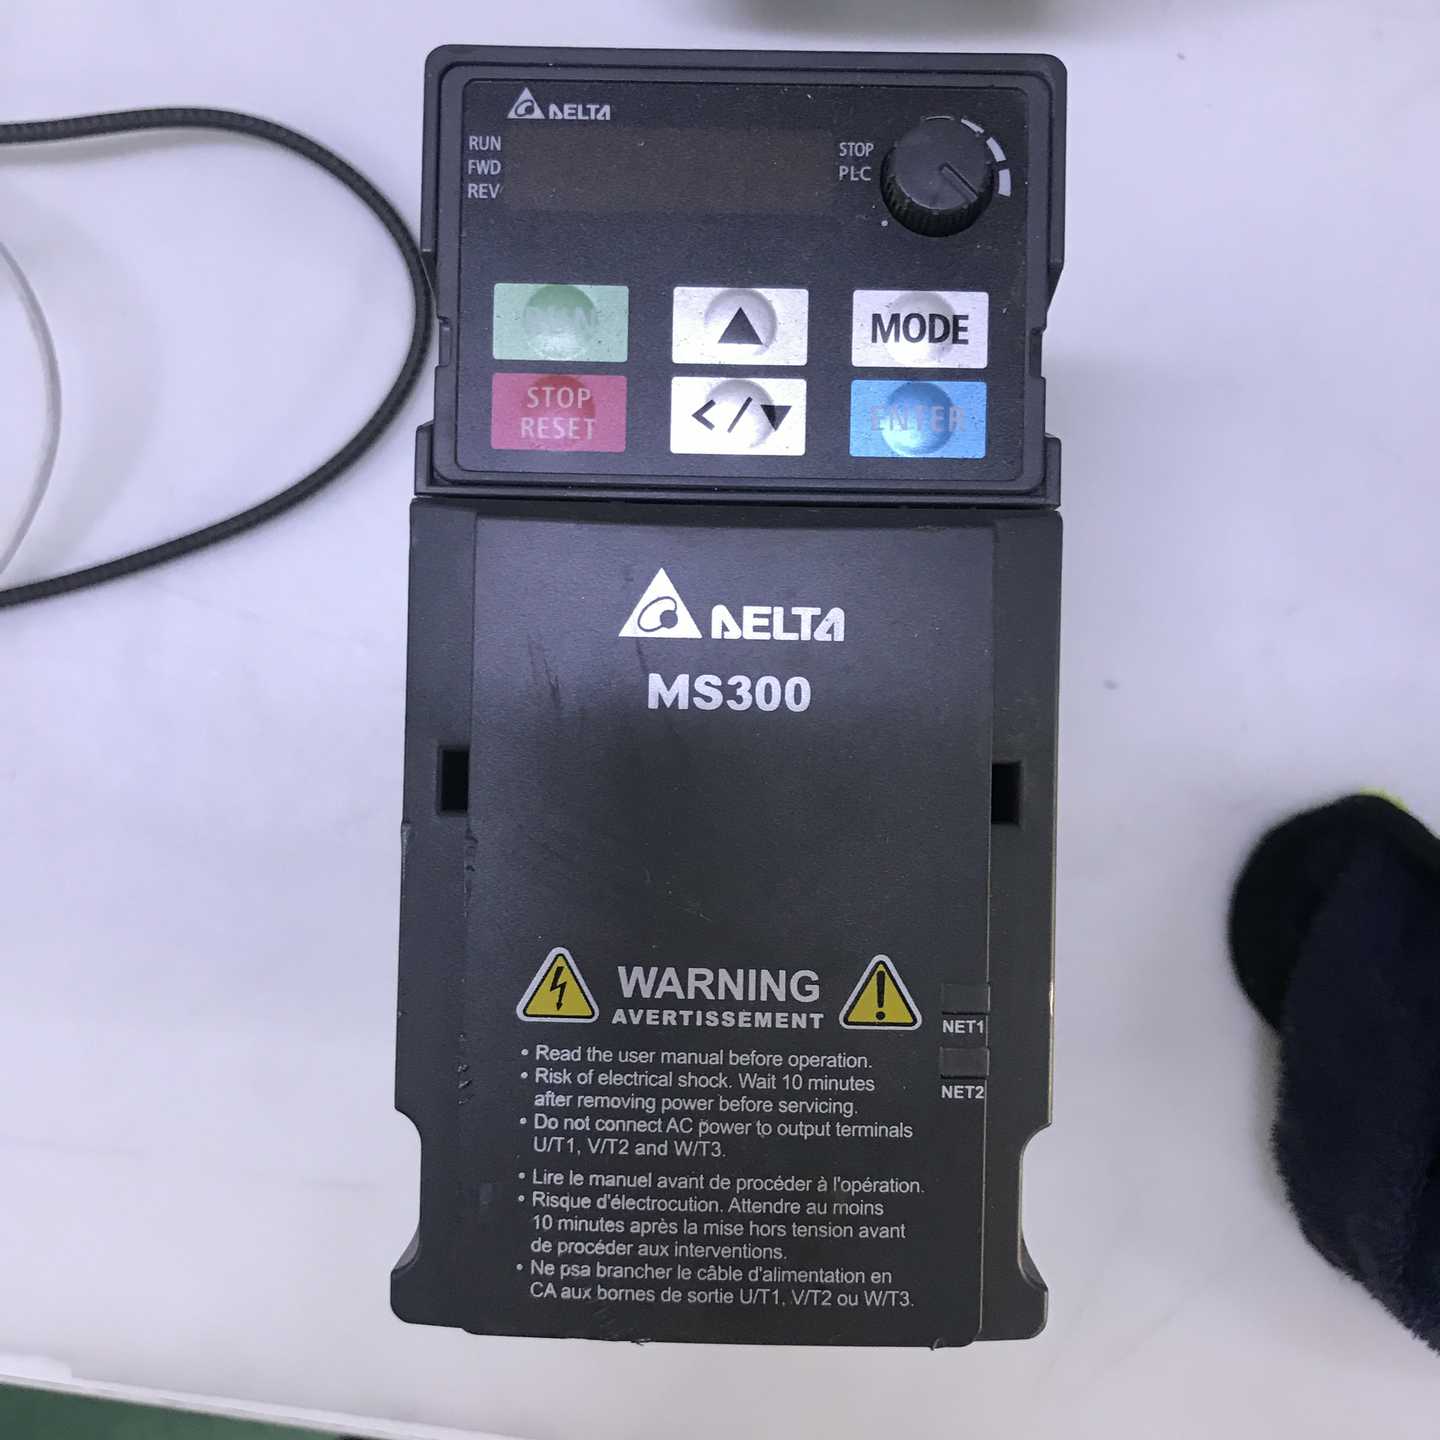 DELTA
RUN
FWD
REV
STOP
PLC
RUN
MODE
STOP
RESET
</
ENTER
DELTA
MS300
WARNING
AVERTISSEMENT
NET1
NET2
• Read the user manual before operation.
• Risk of electrical shock. Wait 10 minutes
after removing power before servicing.
• Do not connect AC power to output terminals
U/T1, V/T2 and W/T3.
• Lire le manuel avant de procéder à l'opération.
• Risque d'électrocution. Attendre au moins
10 minutes après la mise hors tension avant
de procéder aux interventions.
• Ne psa brancher le câble d'alimentation en
CA aux bornes de sortie U/T1, V/T2 ou W/T3.